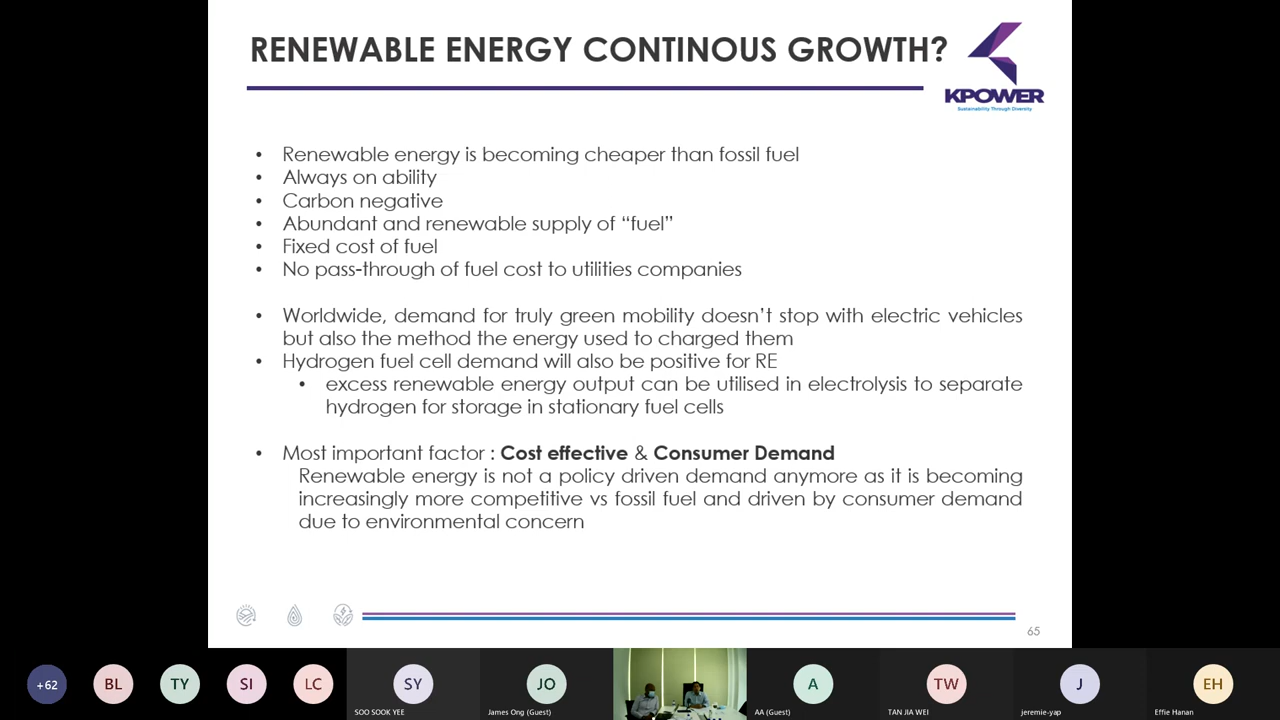 RENEWABLE ENERGY CONTINOUS GROWTH?
KPOWER
Sustainability Through Diversity
• Renewable energy is becoming cheaper than fossil fuel
• Always on ability
• Carbon negative
• Abundant and renewable supply of “fuel”
• Fixed cost of fuel
• No pass-through of fuel cost to utilities companies
• Worldwide, demand for truly green mobility doesn’t stop with electric vehicles
but also the method the energy used to charged them
• Hydrogen fuel cell demand will also be positive for RE
• excess renewable energy output can be utilised in electrolysis to separate
hydrogen for storage in stationary fuel cells
• Most important factor : Cost effective & Consumer Demand
Renewable energy is not a policy driven demand anymore as it is becoming
increasingly more competitive vs fossil fuel and driven by consumer demand
due to environmental concern
65
+62
BL
TY
SI
LC
SY
JO
A
TW
J
EH
SOO SOOK YEE
James Ong (Guest)
AA (Guest)
TAN JIA WEI
jeremie-yap
Effie Hanan